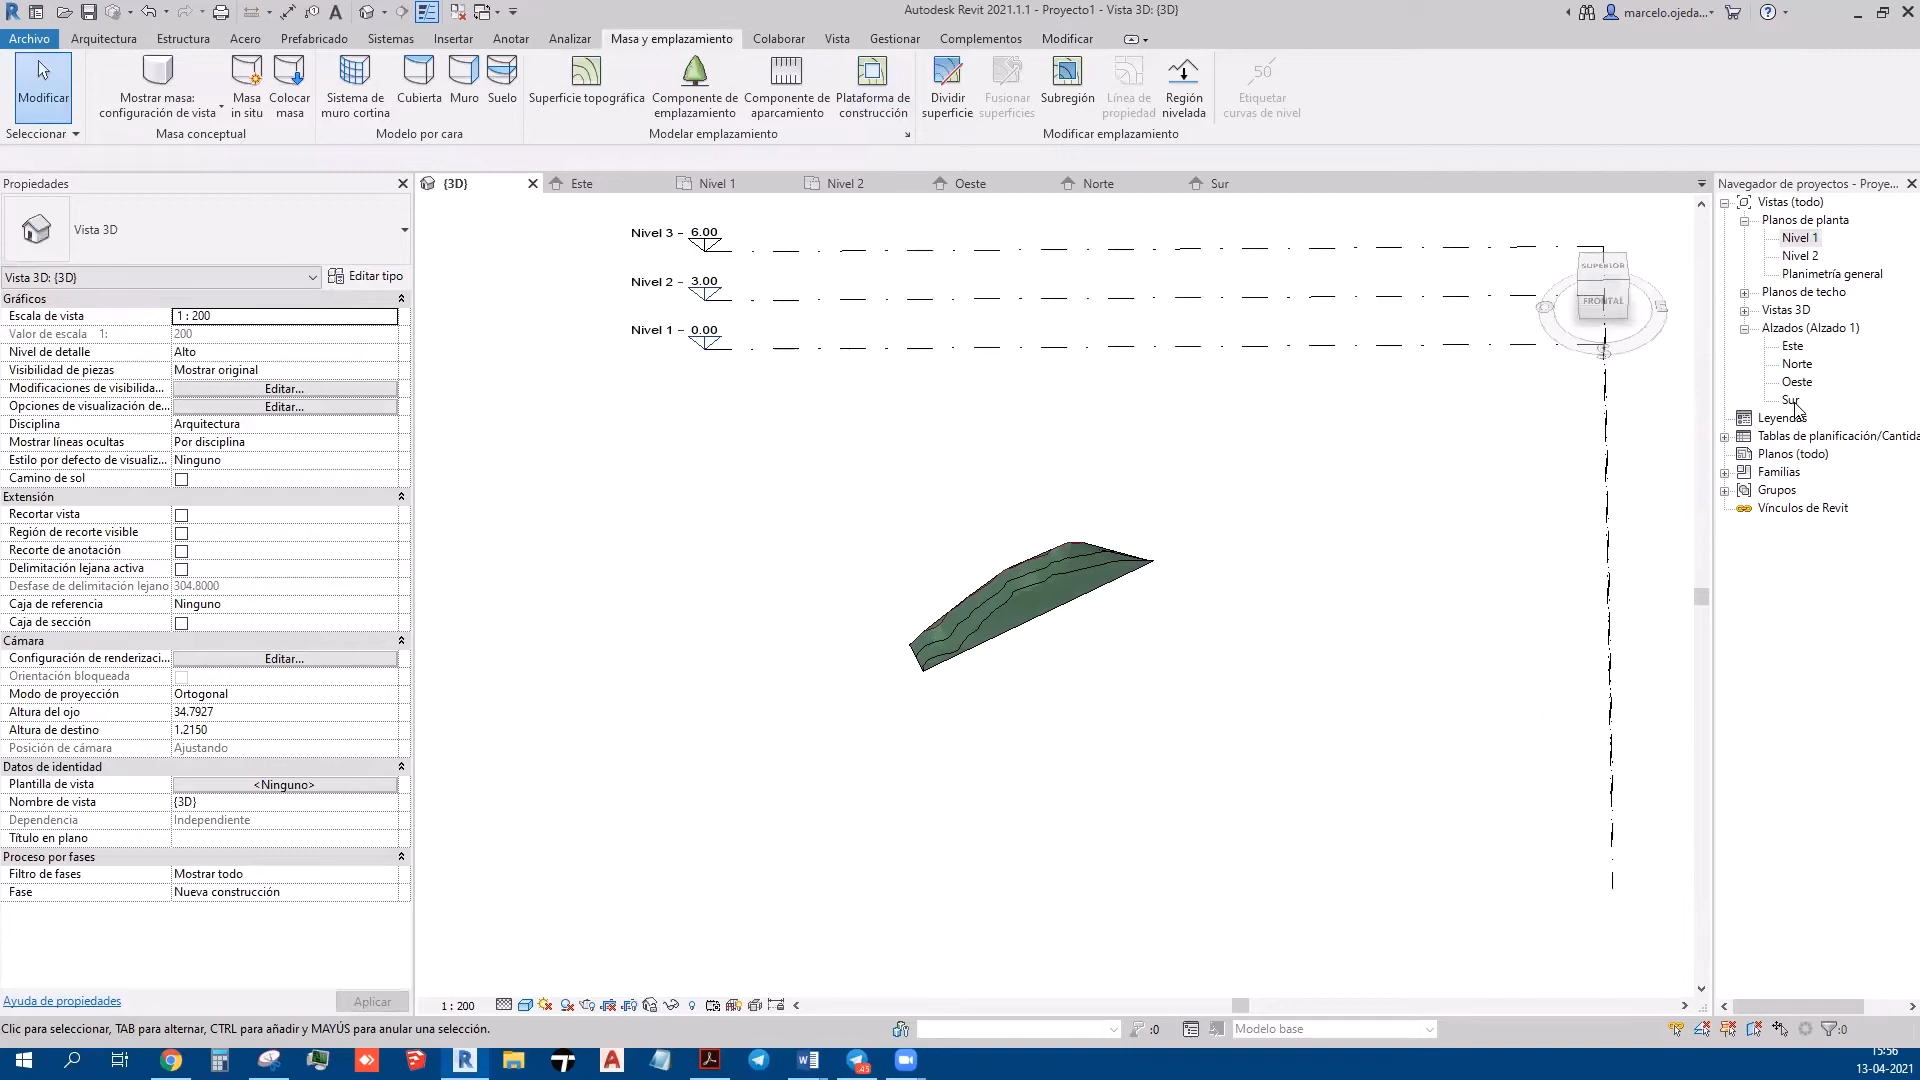 Autodesk Revit 2021.1.1 - Proyecto1 - Vista 3D: {3D}
marcelo.ojeda...
Archivo Arquitectura Estructura Acero Prefabricado Sistemas Insertar Anotar Analizar Masa y emplazamiento Colaborar Vista Gestionar Complementos Modificar
Modificar
Mostrar masa:
configuración de vista
Masa
in situ
Colocar
masa
Sistema de
muro cortina
Cubierta
Muro
Suelo
Superficie topográfica
Componente de
emplazamiento
Componente de
aparcamiento
Plataforma de
construcción
Dividir
superficie
Fusionar
superficies
Subregión
Línea de
propiedad
Región
nivelada
50
Etiquetar
curvas de nivel
Seleccionar
Masa conceptual
Modelo por cara
Modelar emplazamiento
Modificar emplazamiento
Propiedades
{3D} Este Nivel 1 Nivel 2 Oeste Norte Sur
Vista 3D
Vista 3D: {3D}
Editar tipo
Gráficos
Escala de vista 1 : 200
Valor de escala 1: 200
Nivel de detalle Alto
Visibilidad de piezas Mostrar original
Modificaciones de visibilida... Editar...
Opciones de visualización de... Editar...
Disciplina Arquitectura
Mostrar líneas ocultas Por disciplina
Estilo por defecto de visualiz... Ninguno
Camino de sol
Extensión
Recortar vista
Región de recorte visible
Recorte de anotación
Delimitación lejana activa
Desfase de delimitación lejano 304.8000
Caja de referencia Ninguno
Caja de sección
Cámara
Configuración de renderizaci... Editar...
Orientación bloqueada
Modo de proyección Ortogonal
Altura del ojo 34.7927
Altura de destino 1.2150
Posición de cámara Ajustando
Datos de identidad
Plantilla de vista <Ninguno>
Nombre de vista {3D}
Dependencia Independiente
Título en plano
Proceso por fases
Filtro de fases Mostrar todo
Fase Nueva construcción
Ayuda de propiedades
Aplicar
Nivel 3 - 6.00
Nivel 2 - 3.00
Nivel 1 - 0.00
SUPERIOR
FRONTAL
Navegador de proyectos - Proye...
Vistas (todo)
Planos de planta
Nivel 1
Nivel 2
Planimetría general
Planos de techo
Vistas 3D
Alzados (Alzado 1)
Este
Norte
Oeste
Sur
Leyendas
Tablas de planificación/Cantida
Planos (todo)
Familias
Grupos
Vínculos de Revit
1 : 200
Clic para seleccionar, TAB para alternar, CTRL para añadir y MAYÚS para anular una selección.
:0
Modelo base
:0
15:56
13-04-2021